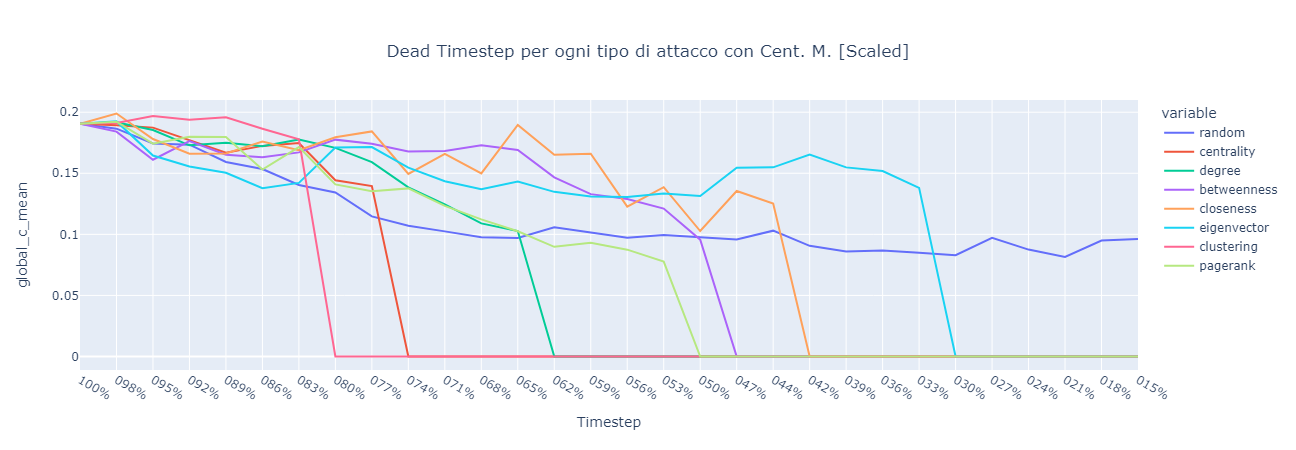 Dead Timestep per ogni tipo di attacco con Cent. M. [Scaled]
global_c_mean
0.2
0.15
0.1
0.05
0
100%
098%
095%
092%
089%
086%
083%
080%
077%
074%
071%
068%
065%
062%
059%
056%
053%
050%
047%
044%
042%
039%
036%
033%
030%
027%
024%
021%
018%
015%
Timestep
variable
random
centrality
degree
betweenness
closeness
eigenvector
clustering
pagerank